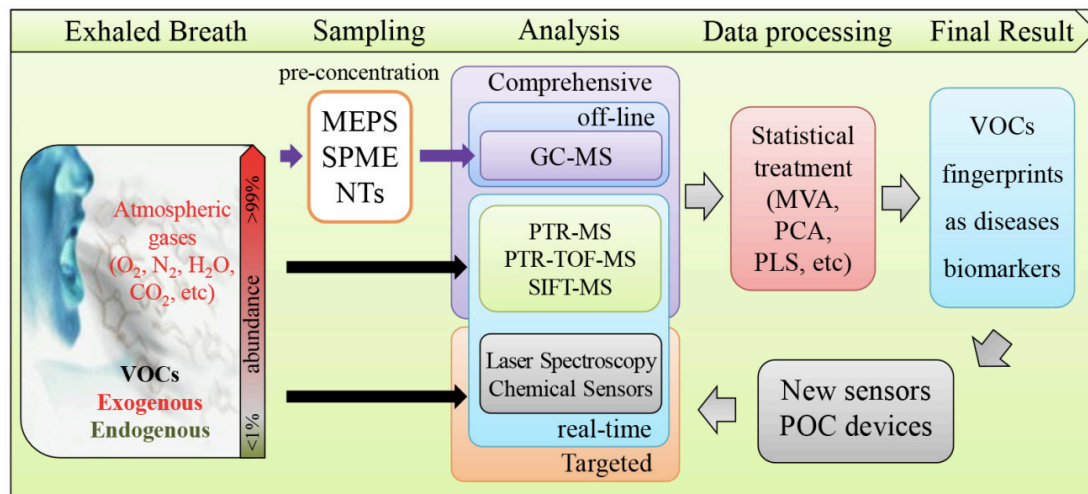 Exhaled Breath
Sampling
Analysis
Data processing
Final Result
Atmospheric
gases
(O₂, N₂, H₂O,
CO₂, etc)
VOCs
Exogenous
Endogenous
>99%
abundance
<1%
pre-concentration
MEPS
SPME
NTs
Comprehensive
off-line
GC-MS
PTR-MS
PTR-TOF-MS
SIFT-MS
Laser Spectroscopy
Chemical Sensors
real-time
Targeted
Statistical
treatment
(MVA,
PCA,
PLS, etc)
VOCs
fingerprints
as diseases
biomarkers
New sensors
POC devices